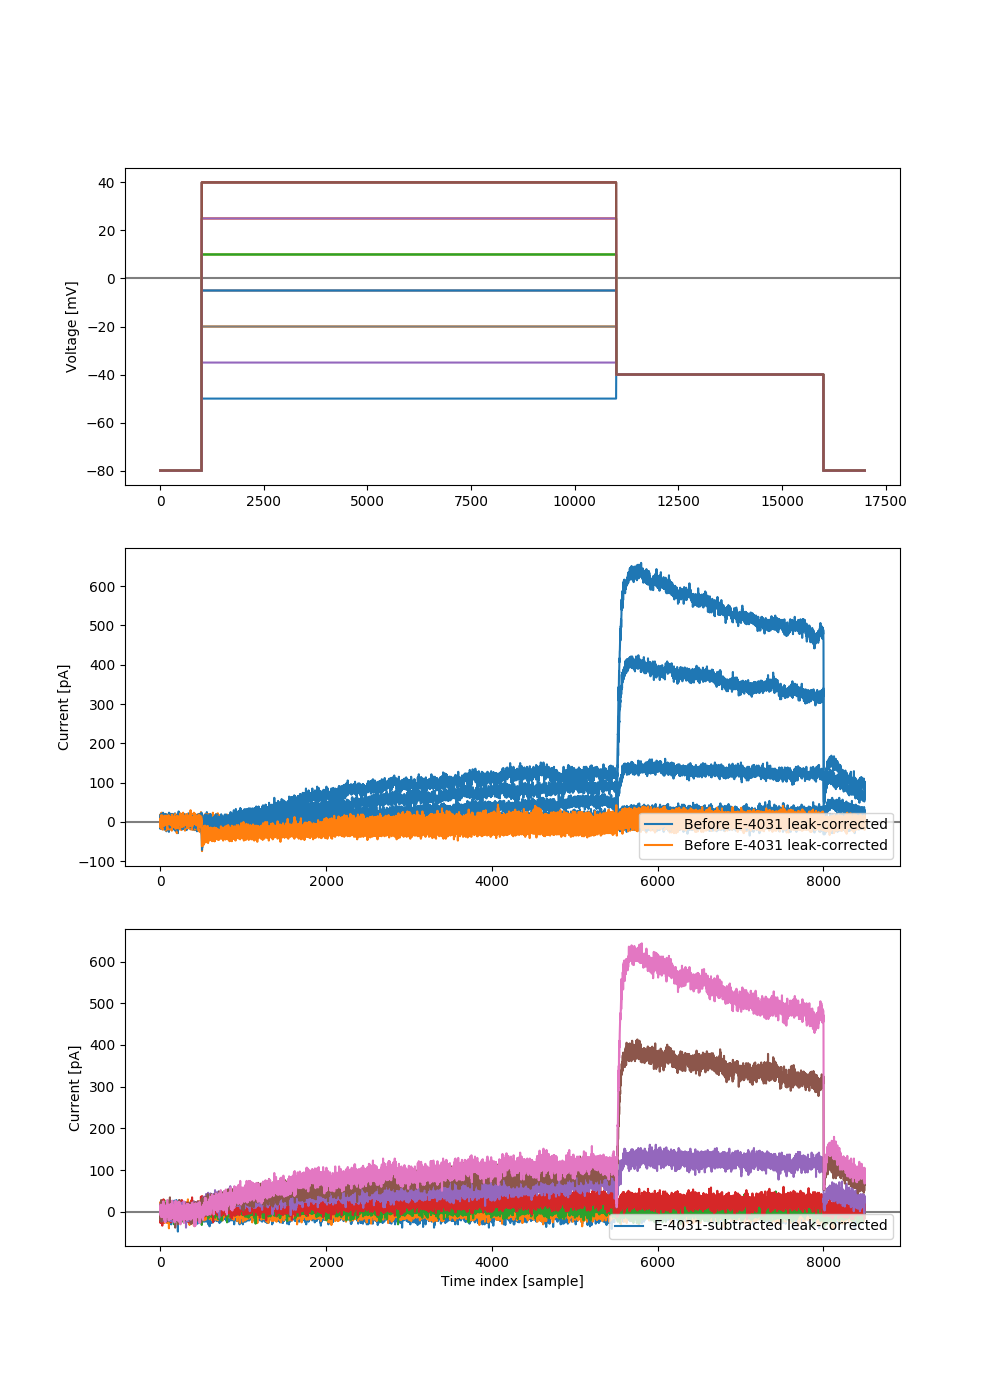 40
20
0
−20
−40
−60
−80
Voltage [mV]
0 2500 5000 7500 10000 12500 15000 17500
600
500
400
300
200
100
0
−100
Current [pA]
Before E-4031 leak-corrected
Before E-4031 leak-corrected
0 2000 4000 6000 8000
600
500
400
300
200
100
0
Current [pA]
E-4031-subtracted leak-corrected
0 2000 4000 6000 8000
Time index [sample]